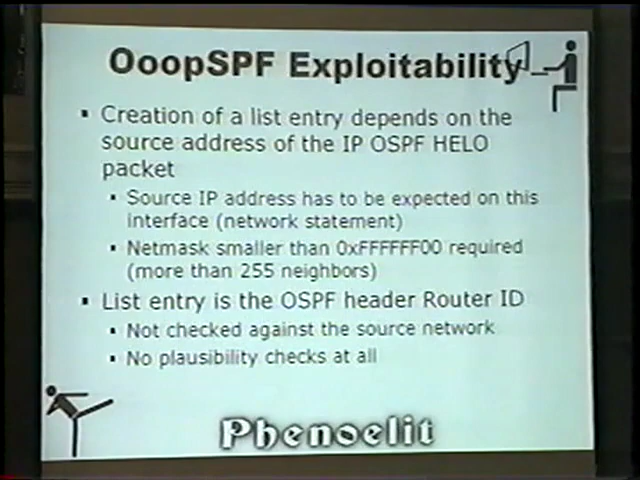 OoopSPF Exploitability
Creation of a list entry depends on the
source address of the IP OSPF HELO
packet
Source IP address has to be expected on this
interface (network statement)
Netmask smaller than 0xFFFFFF00 required
(more than 255 neighbors)
List entry is the OSPF header Router ID
Not checked against the source network
No plausibility checks at all
Phenoelit